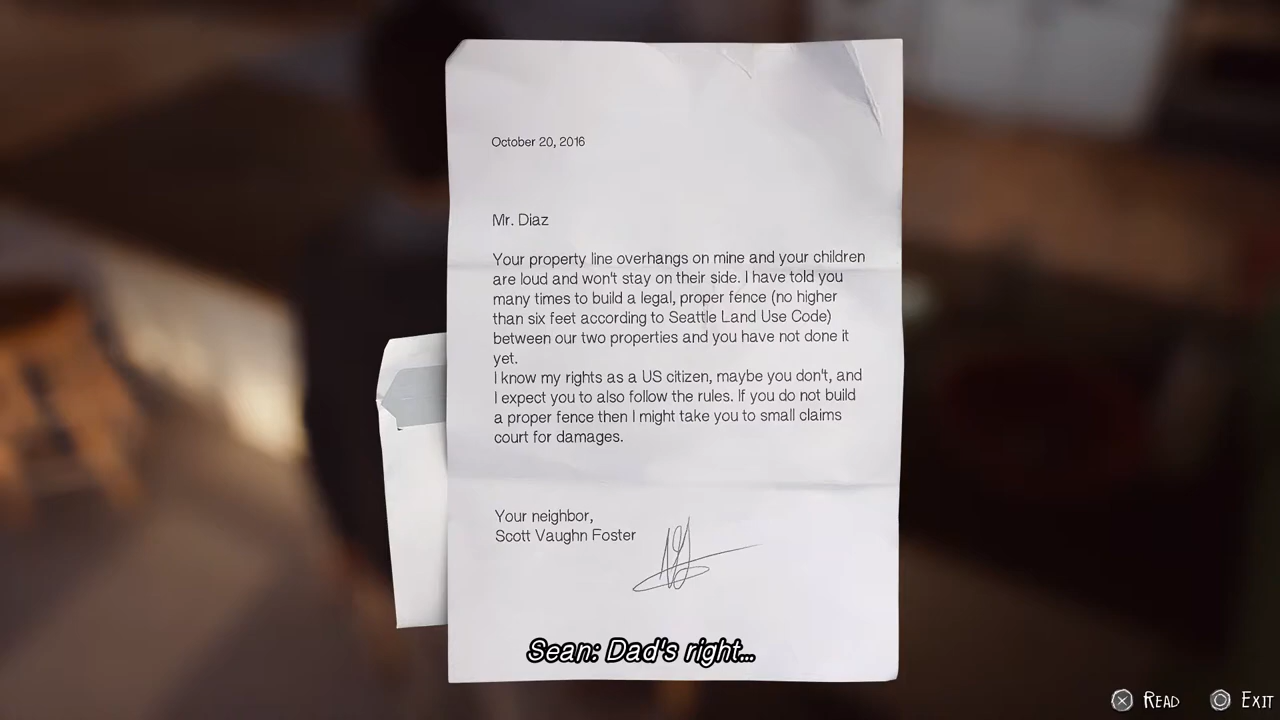 October 20, 2016
Mr. Diaz
Your property line overhangs on mine and your children
are loud and won't stay on their side. I have told you
many times to build a legal, proper fence (no higher
than six feet according to Seattle Land Use Code)
between our two properties and you have not done it
yet.
I know my rights as a US citizen, maybe you don't, and
I expect you to also follow the rules. If you do not build
a proper fence then I might take you to small claims
court for damages.
Your neighbor,
Scott Vaughn Foster
Sean: Dad's right...
READ EXIT